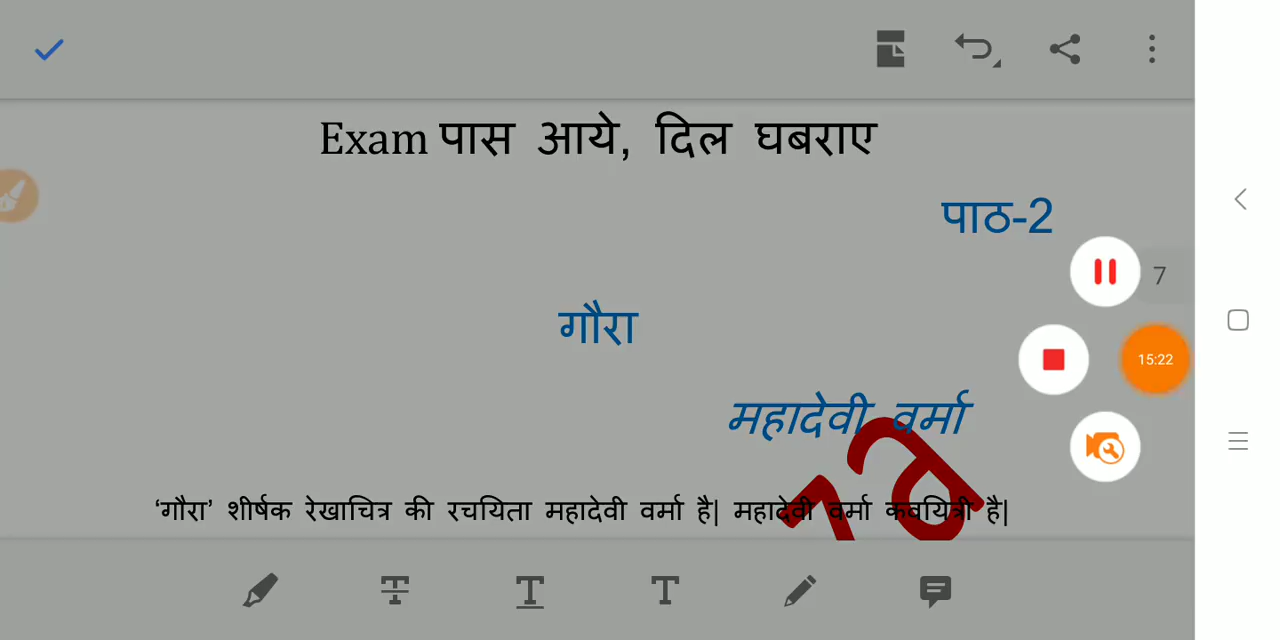 Exam पास आये, दिल घबराए
पाठ-2
7
गौरा
15:22
महादेवी वर्मा
‘गौरा’ शीर्षक रेखाचित्र की रचयिता महादेवी वर्मा है| महादेवी वर्मा कवयित्री है|